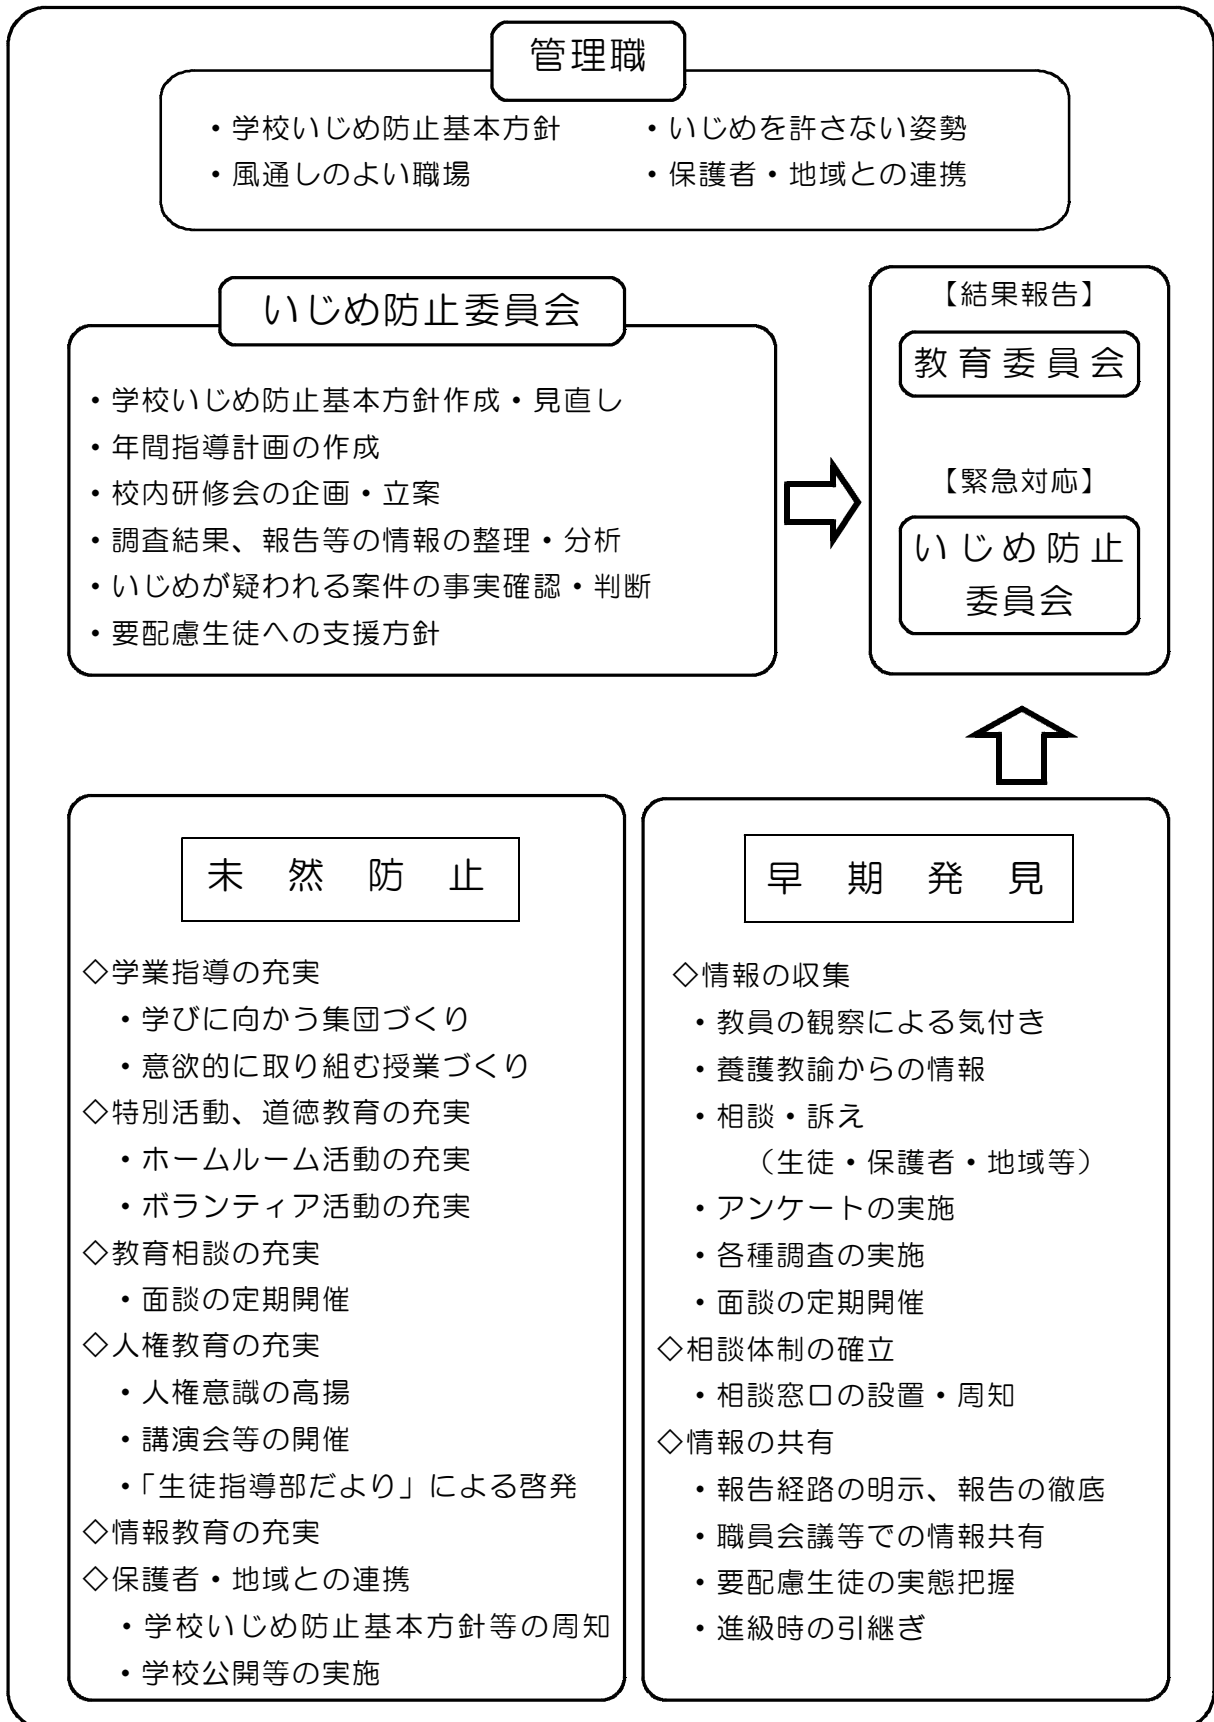 管理職
・学校いじめ防止基本方針 ・いじめを許さない姿勢
・風通しのよい職場 ・保護者・地域との連携
いじめ防止委員会
・学校いじめ防止基本方針作成・見直し
・年間指導計画の作成
・校内研修会の企画・立案
・調査結果、報告等の情報の整理・分析
・いじめが疑われる案件の事実確認・判断
・要配慮生徒への支援方針
【結果報告】
教育委員会
【緊急対応】
いじめ防止
委員会
未然防止
◇学業指導の充実
・学びに向かう集団づくり
・意欲的に取り組む授業づくり
◇特別活動、道徳教育の充実
・ホームルーム活動の充実
・ボランティア活動の充実
◇教育相談の充実
・面談の定期開催
◇人権教育の充実
・人権意識の高揚
・講演会等の開催
・「生徒指導部だより」による啓発
◇情報教育の充実
◇保護者・地域との連携
・学校いじめ防止基本方針等の周知
・学校公開等の実施
早期発見
◇情報の収集
・教員の観察による気付き
・養護教諭からの情報
・相談・訴え
（生徒・保護者・地域等）
・アンケートの実施
・各種調査の実施
・面談の定期開催
◇相談体制の確立
・相談窓口の設置・周知
◇情報の共有
・報告経路の明示、報告の徹底
・職員会議等での情報共有
・要配慮生徒の実態把握
・進級時の引継ぎ